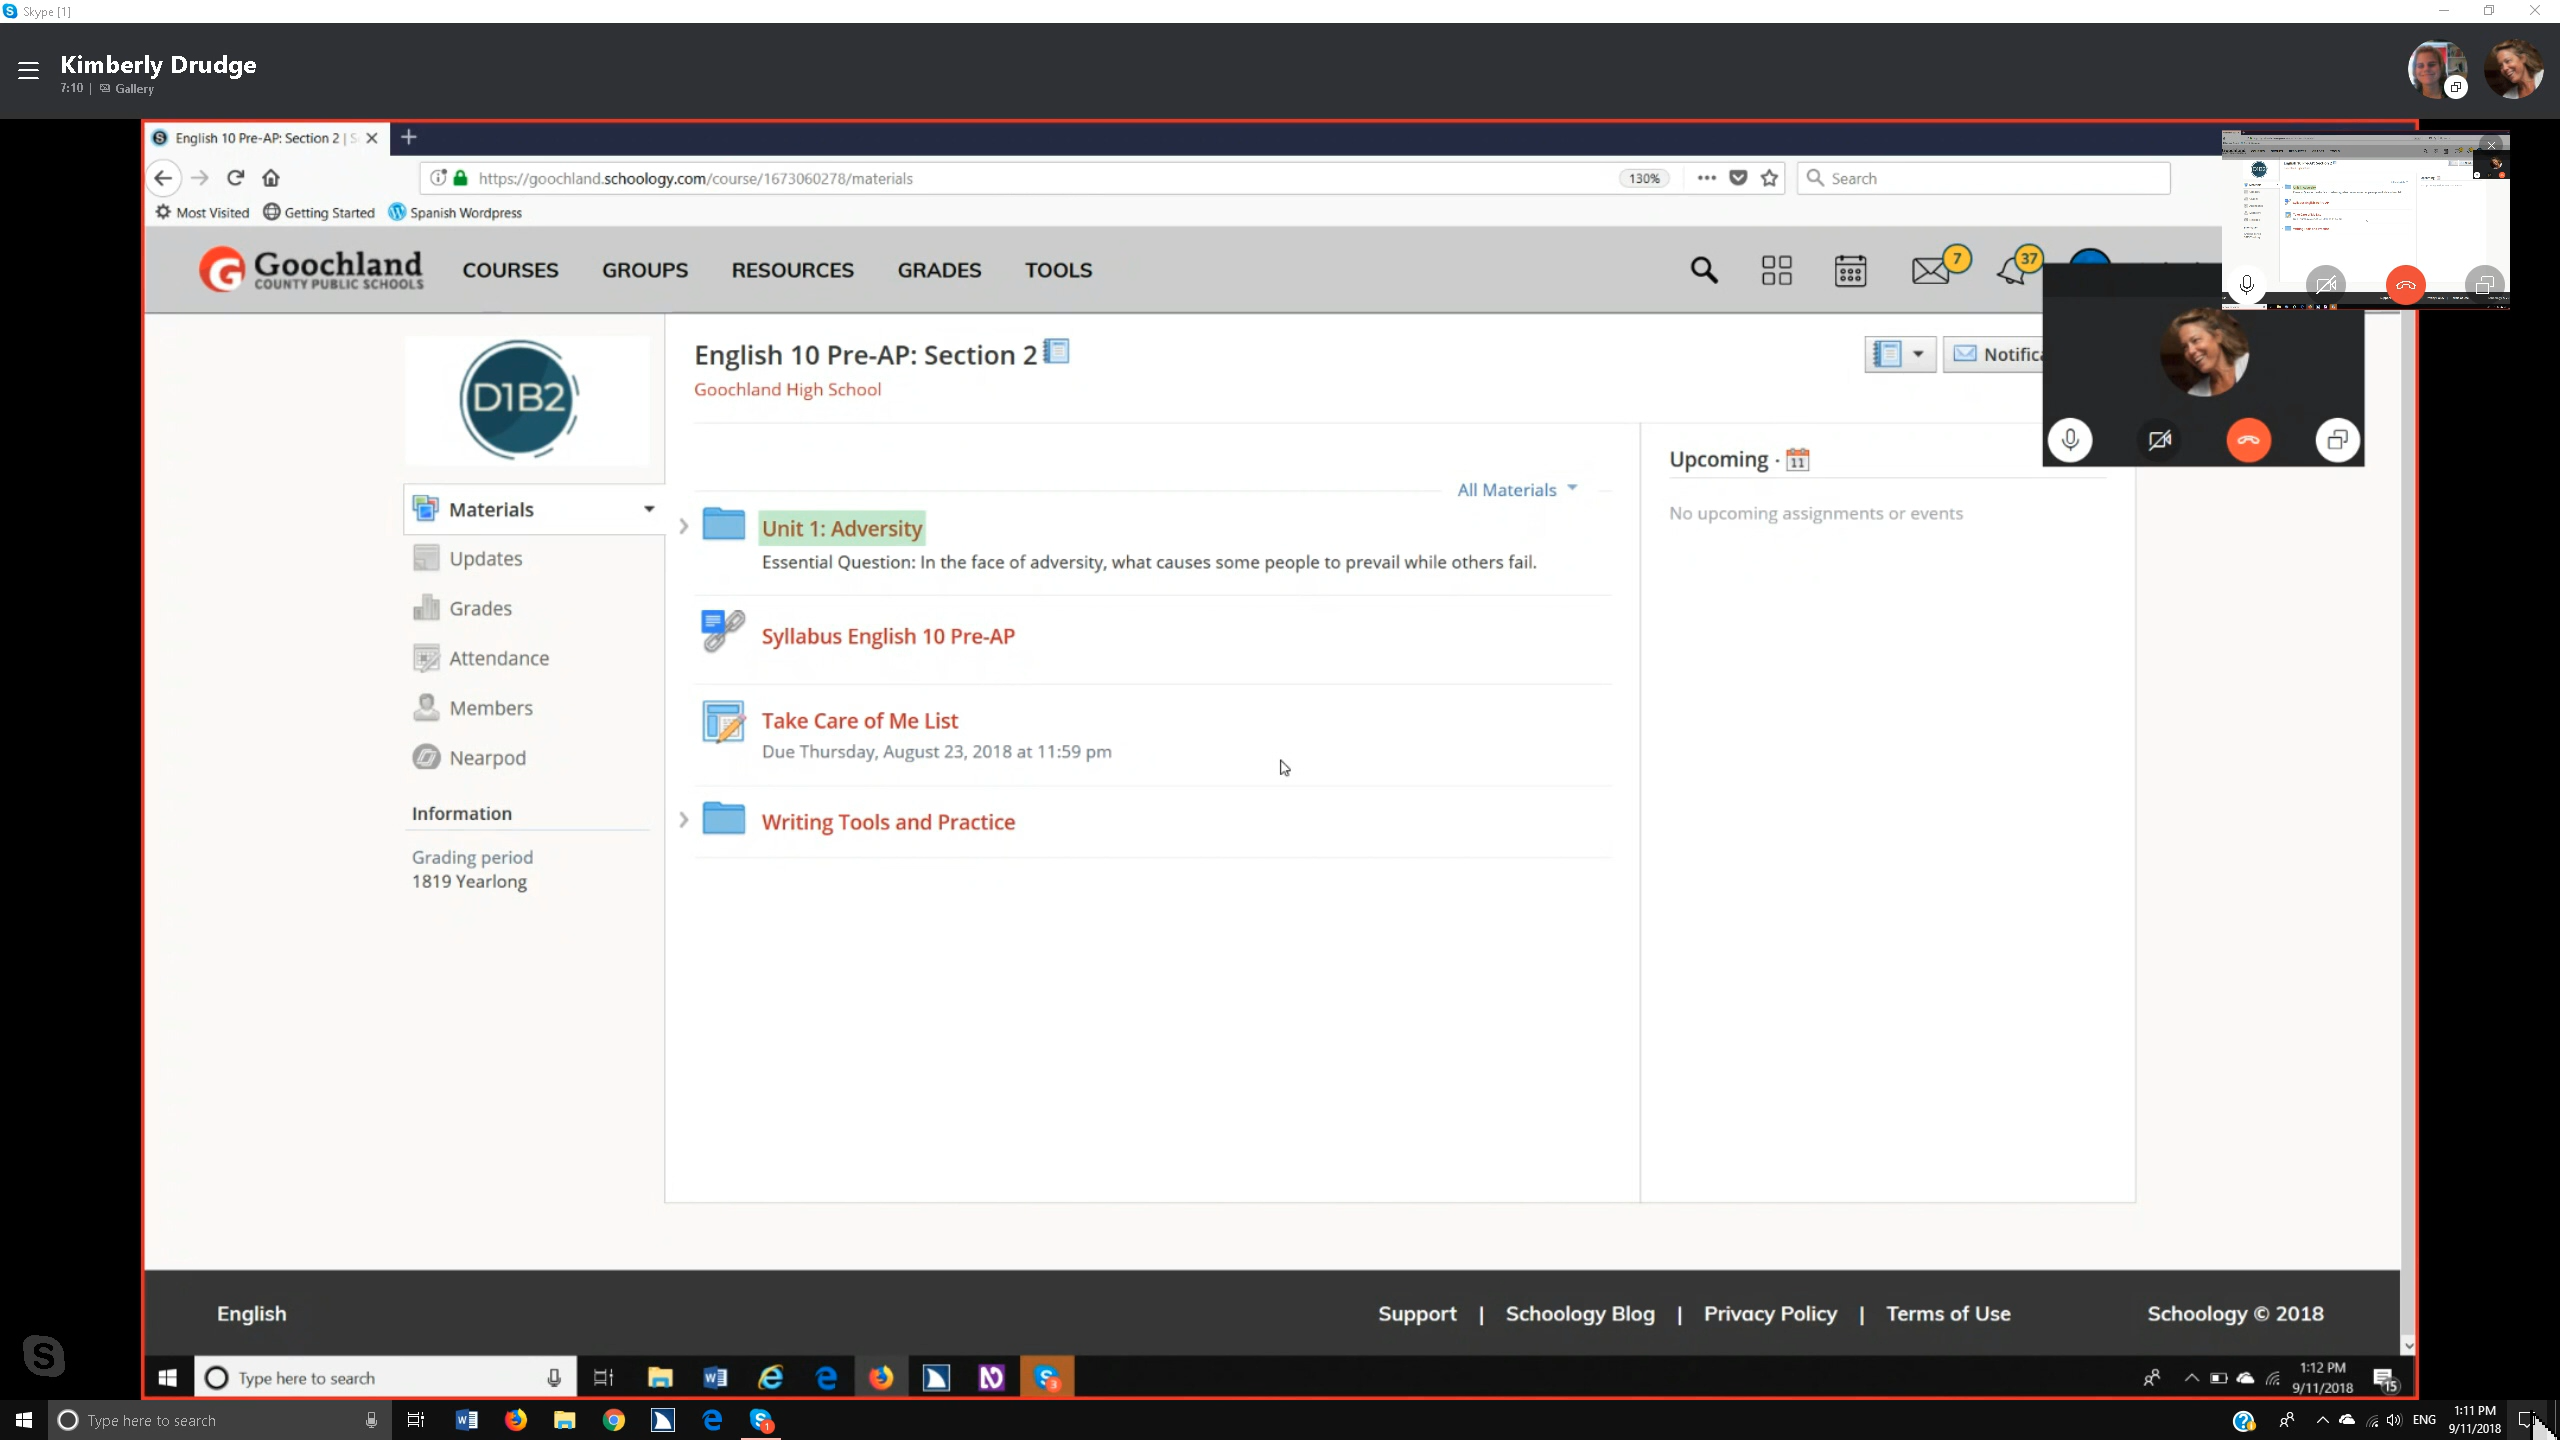 Skype [1]
Kimberly Drudge
7:10 | Gallery
English 10 Pre-AP: Section 2 | S
https://goochland.schoology.com/course/1673060278/materials
130%
Search
Most Visited
Getting Started
Spanish Wordpress
Goochland
COUNTY PUBLIC SCHOOLS
COURSES
GROUPS
RESOURCES
GRADES
TOOLS
7
37
D1B2
English 10 Pre-AP: Section 2
Goochland High School
Notifica
Materials
Updates
Grades
Attendance
Members
Nearpod
Information
Grading period
1819 Yearlong
All Materials
Unit 1: Adversity
Essential Question: In the face of adversity, what causes some people to prevail while others fail.
Syllabus English 10 Pre-AP
Take Care of Me List
Due Thursday, August 23, 2018 at 11:59 pm
Writing Tools and Practice
Upcoming · 11
No upcoming assignments or events
English
Support | Schoology Blog | Privacy Policy | Terms of Use
Schoology © 2018
Type here to search
3
1:12 PM
9/11/2018
15
Type here to search
1
ENG
1:11 PM
9/11/2018